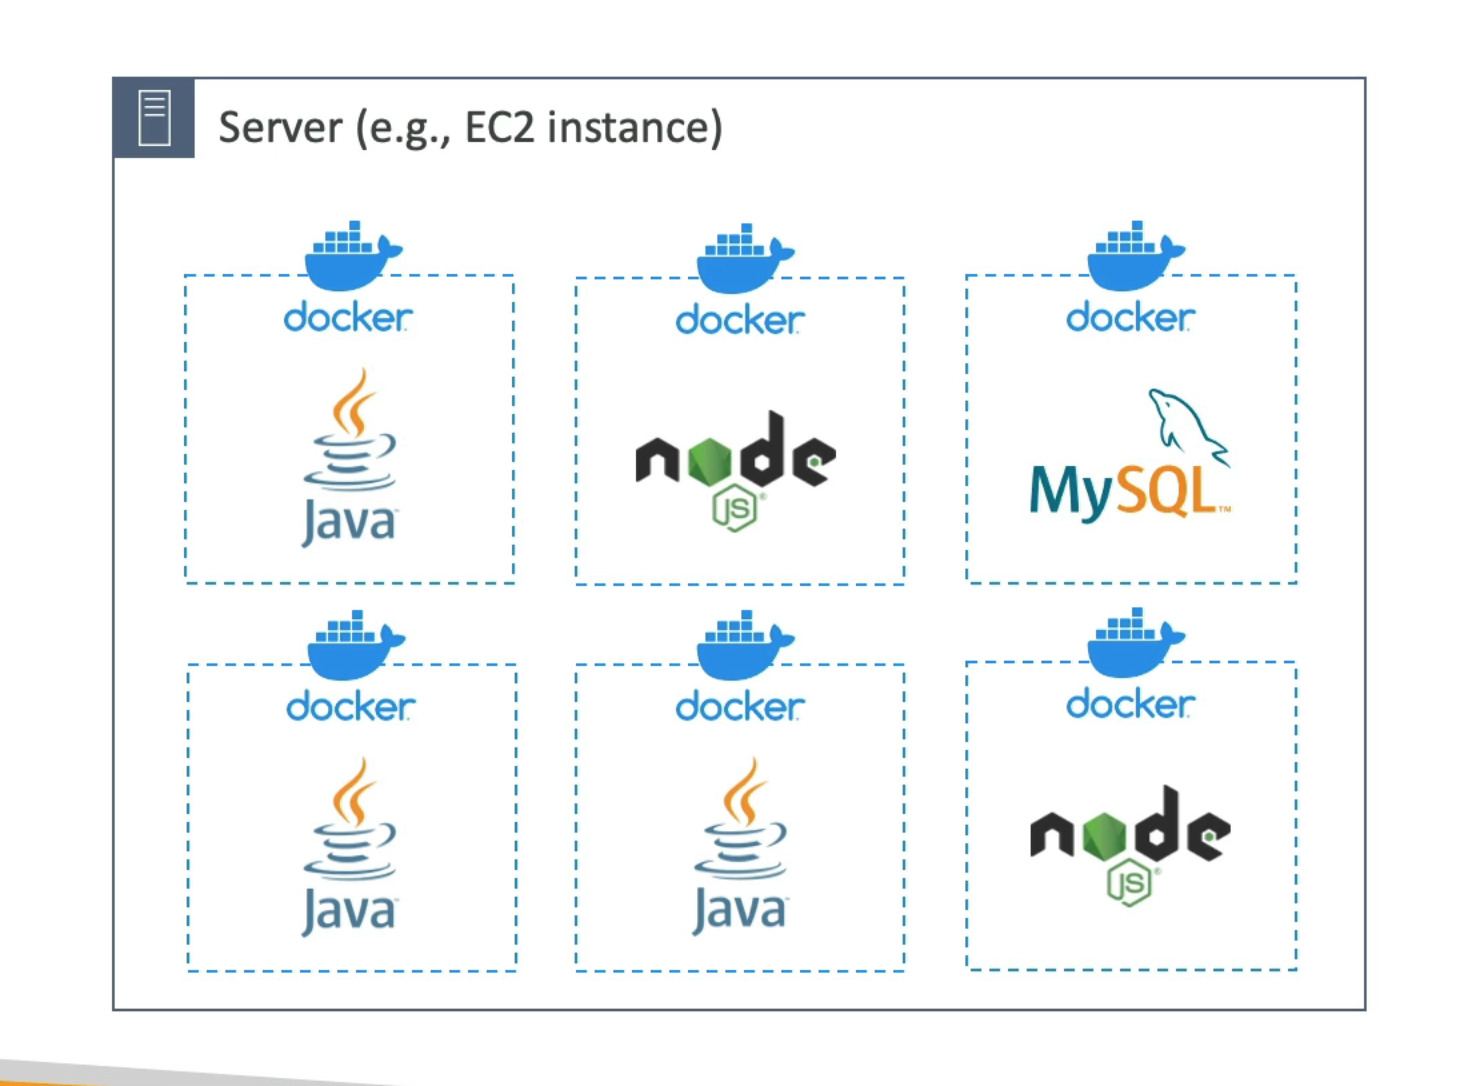 Server (e.g., EC2 instance)
docker
docker
docker
Java
node
JS
MySQL
docker
docker
docker
Java
Java
node
JS